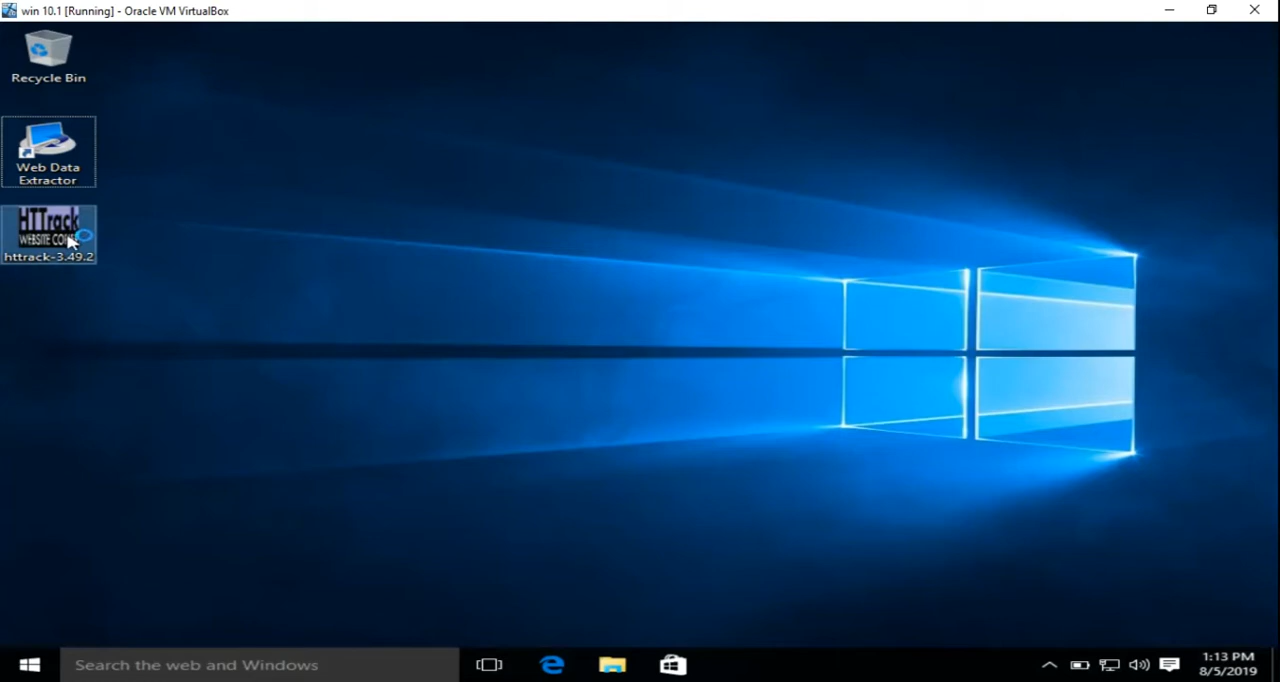 win 10.1 [Running] - Oracle VM VirtualBox
Recycle Bin
Web Data
Extractor
HTTrack
WEBSITE
httrack-3.49.2
Search the web and Windows
1:13 PM
8/5/2019